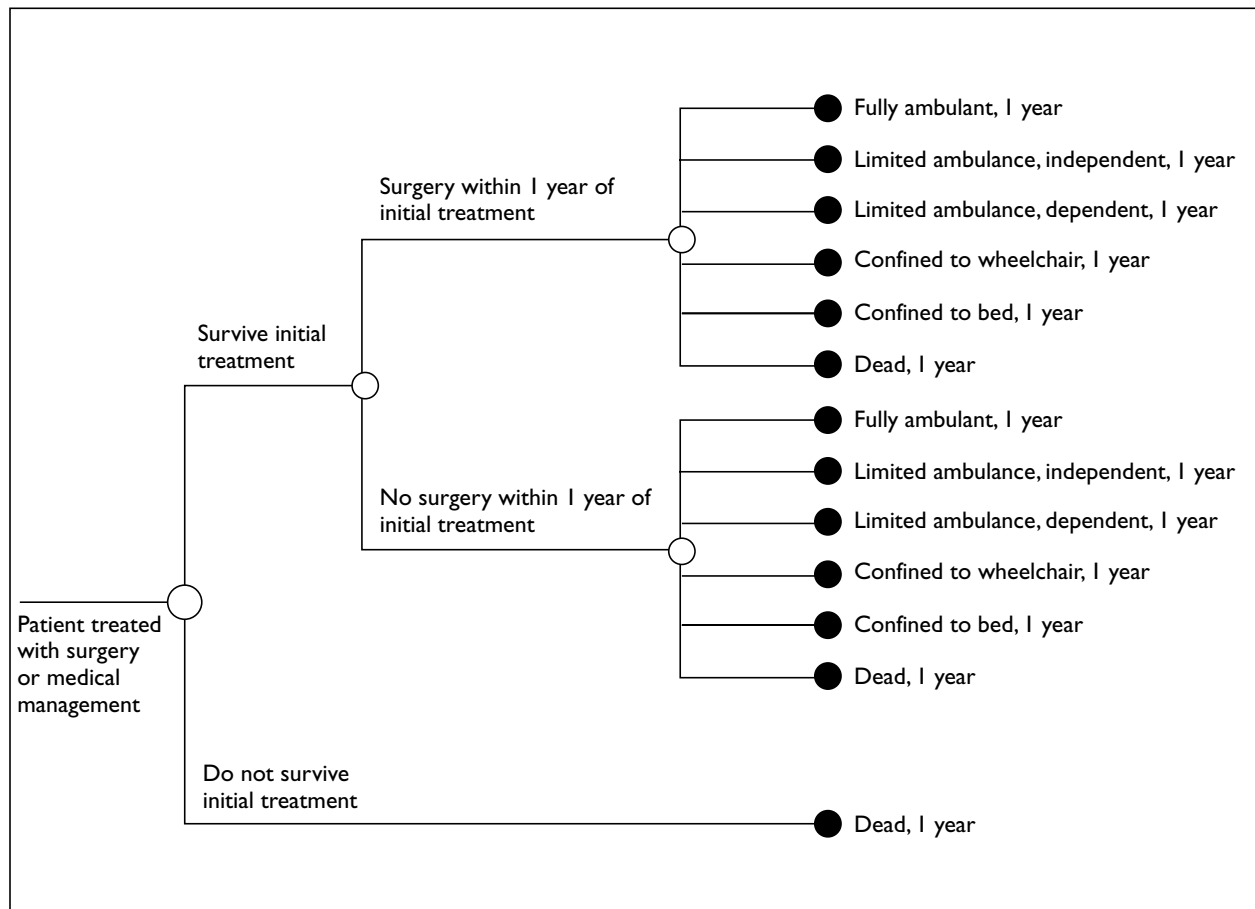 Fully ambulant, 1 year
Limited ambulance, independent, 1 year
Surgery within 1 year of
initial treatment
Limited ambulance, dependent, 1 year
Confined to wheelchair, 1 year
Confined to bed, 1 year
Survive initial
treatment
Dead, 1 year
Fully ambulant, 1 year
Limited ambulance, independent, 1 year
No surgery within 1 year of
initial treatment
Limited ambulance, dependent, 1 year
Confined to wheelchair, 1 year
Confined to bed, 1 year
Patient treated
with surgery
or medical
management
Dead, 1 year
Do not survive
initial treatment
Dead, 1 year